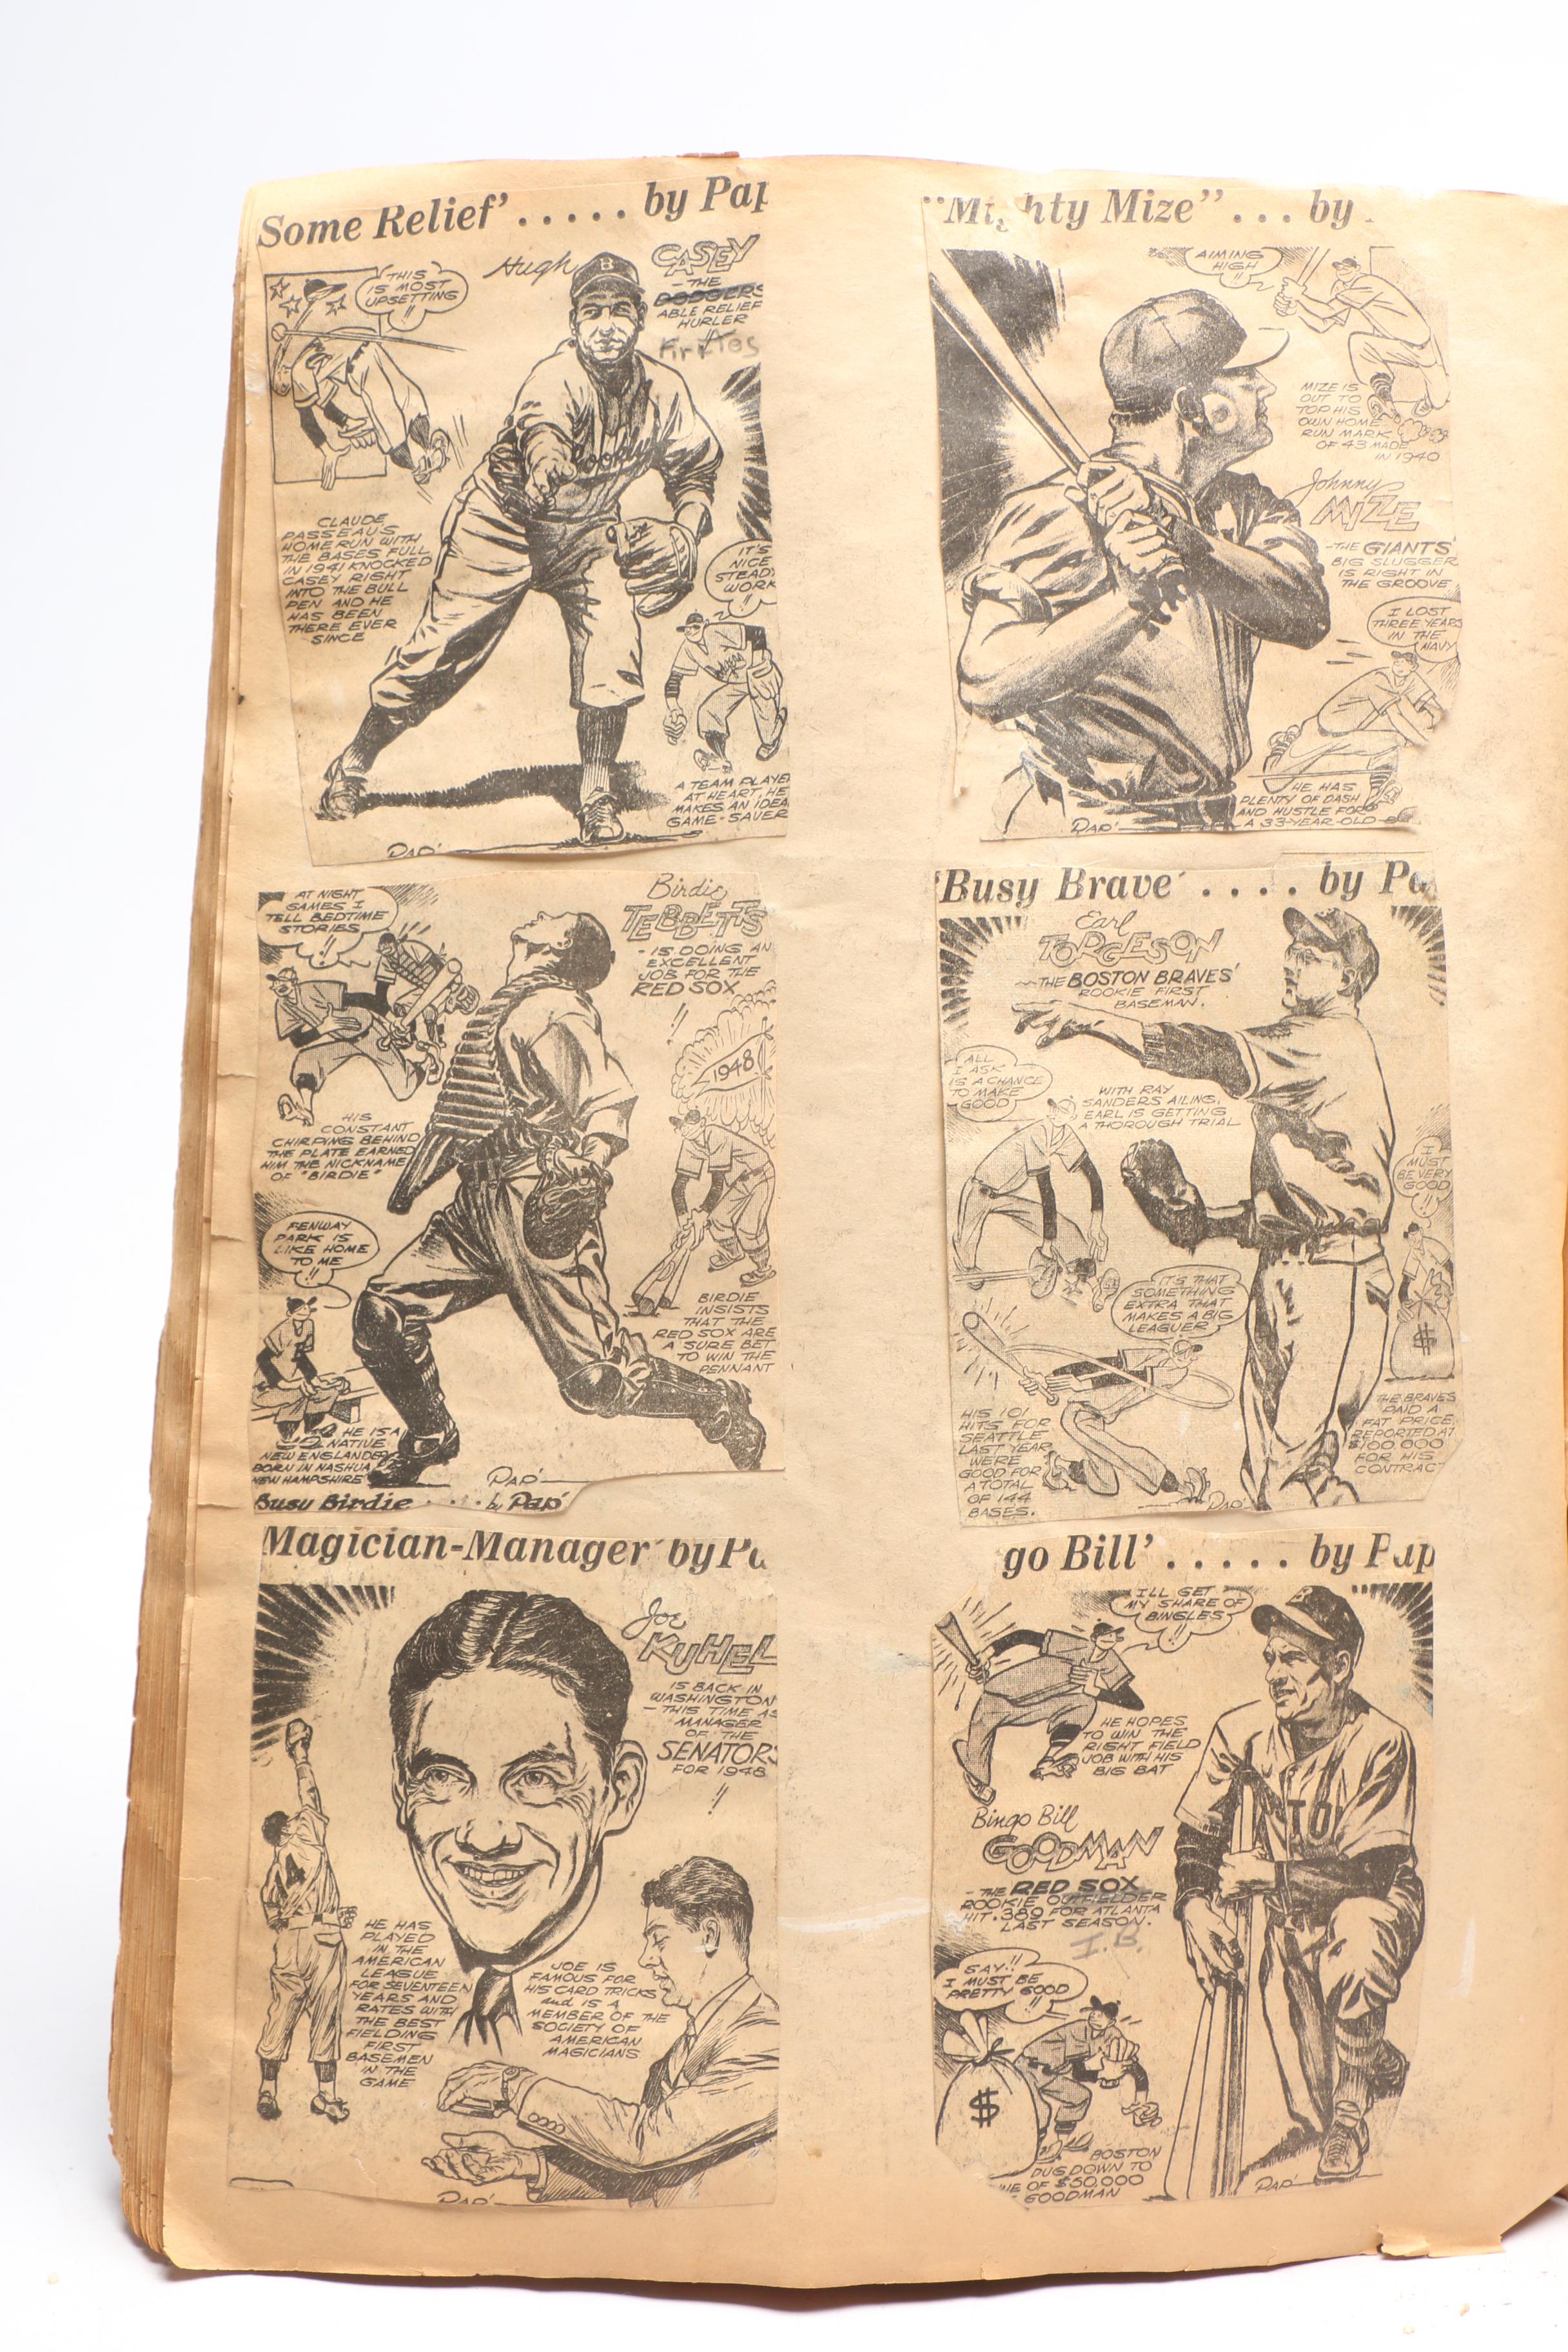 Some Relief' ..... by Pap
THIS
IS MOST
UPSETTING
!!
Hugh
CASEY
- THE
DODGERS
ABLE RELIEF
HURLER
!!
Pirates
B
CLAUDE
PASSEAU'S
HOME RUN WITH
THE BASES FULL
IN 1941 KNOCKED
CASEY RIGHT
INTO THE BULL
PEN AND HE
HAS BEEN
THERE EVER
SINCE
IT'S
NICE
STEADY
WORK
!!
A TEAM PLAYER
AT HEART, HE
MAKES AN IDEA
GAME-SAVER
PAP'
"Mighty Mize" ... by
AIMING
HIGH
!!
MIZE IS
OUT TO
TOP HIS
OWN HOME
RUN MARK
OF 43 MADE
IN 1940
Johnny
MIZE
-THE GIANTS'
BIG SLUGGER
IS RIGHT IN
THE GROOVE
I LOST
THREE YEARS
IN THE
NAVY
HE HAS
PLENTY OF DASH
AND HUSTLE FOR
A 33-YEAR-OLD
PAP'
AT NIGHT
GAMES I
TELL BEDTIME
STORIES
!!
Birdie
TEBBETTS
- IS DOING AN
EXCELLENT
JOB FOR THE
RED SOX
!!
1948
HIS
CONSTANT
CHIRPING BEHIND
THE PLATE EARNED
HIM THE NICKNAME
OF "BIRDIE"
FENWAY
PARK IS
LIKE HOME
TO ME
!!
BIRDIE
INSISTS
THAT THE
RED SOX ARE
A SURE BET
TO WIN THE
PENNANT
HE IS A
NATIVE
NEW ENGLANDER
BORN IN NASHUA
NEW HAMPSHIRE
PAP'
Busy Birdie .... by Pap'
'Busy Brave' .... by Pa
Earl
TORGESON
~THE BOSTON BRAVES'
ROOKIE FIRST
BASEMAN.
ALL
I ASK
IS A CHANCE
TO MAKE
GOOD
WITH RAY
SANDERS AILING,
EARL IS GETTING
A THOROUGH TRIAL
I
MUST
BE VERY
GOOD
!!
IT'S THAT
SOMETHING
EXTRA THAT
MAKES A BIG
LEAGUER
$
HIS 101
HITS FOR
SEATTLE
LAST YEAR
WERE
GOOD FOR
A TOTAL
OF 144
BASES.
THE BRAVES
PAID A
FAT PRICE,
REPORTED AT
$100,000
FOR HIS
CONTRACT
PAP'
Magician-Manager' by Pa
Joe
KUHEL
IS BACK IN
WASHINGTON
- THIS TIME AS
MANAGER
OF THE
SENATORS
FOR 1948
!!
4
HE HAS
PLAYED
IN THE
AMERICAN
LEAGUE
FOR SEVENTEEN
YEARS AND
RATES WITH
THE BEST
FIELDING
FIRST
BASEMEN
IN THE
GAME
JOE IS
FAMOUS FOR
HIS CARD TRICKS
and IS A
MEMBER OF THE
SOCIETY OF
AMERICAN
MAGICIANS
PAP'
go Bill' ..... by Pap
I'LL GET
MY SHARE OF
BINGLES
!!
B
HE HOPES
TO WIN THE
RIGHT FIELD
JOB WITH HIS
BIG BAT
TO
Bingo Bill
GOODMAN
- THE RED SOX
ROOKIE OUTFIELDER
HIT .389 FOR ATLANTA
LAST SEASON.
I.B.
SAY!!
I MUST BE
PRETTY GOOD
!!
$
BOSTON
DUG DOWN TO
NE OF $50,000
GOODMAN
PAP'